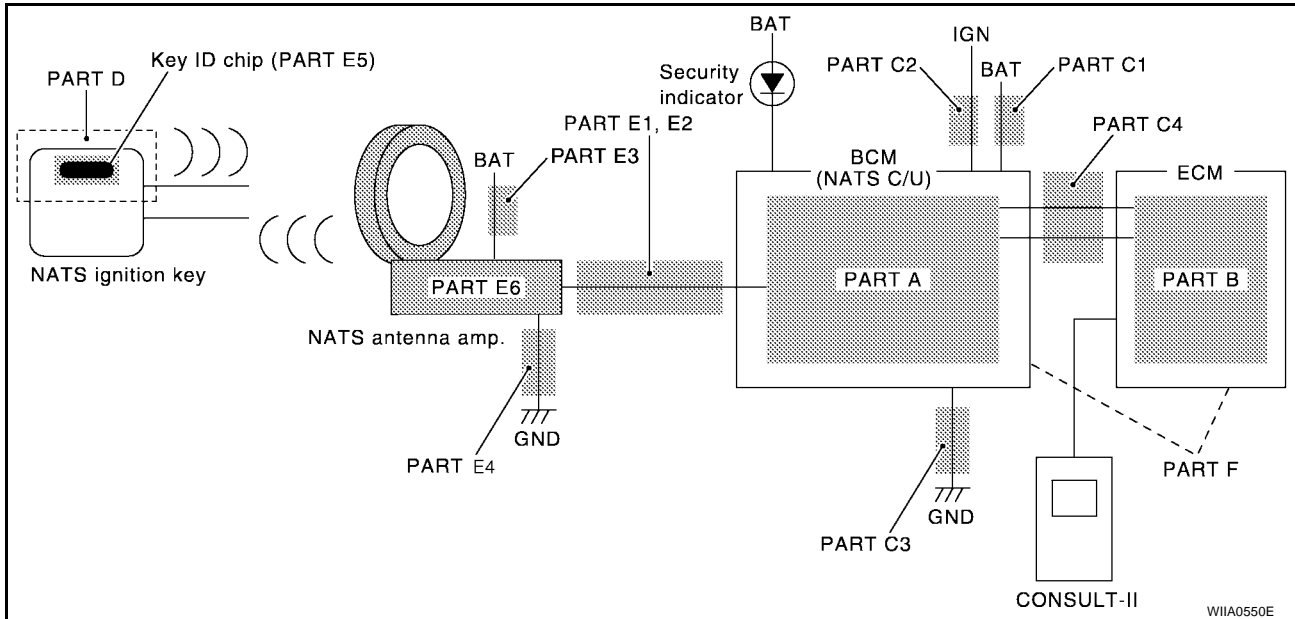 PART D
Key ID chip (PART E5)
NATS ignition key
BAT
PART E3
PART E1, E2
PART E6
NATS antenna amp.
PART E4
GND
BAT
Security
indicator
IGN
PART C2
BAT
PART C1
PART C4
BCM
(NATS C/U)
ECM
PART A
PART B
PART C3
GND
PART F
CONSULT-II
WIIA0550E